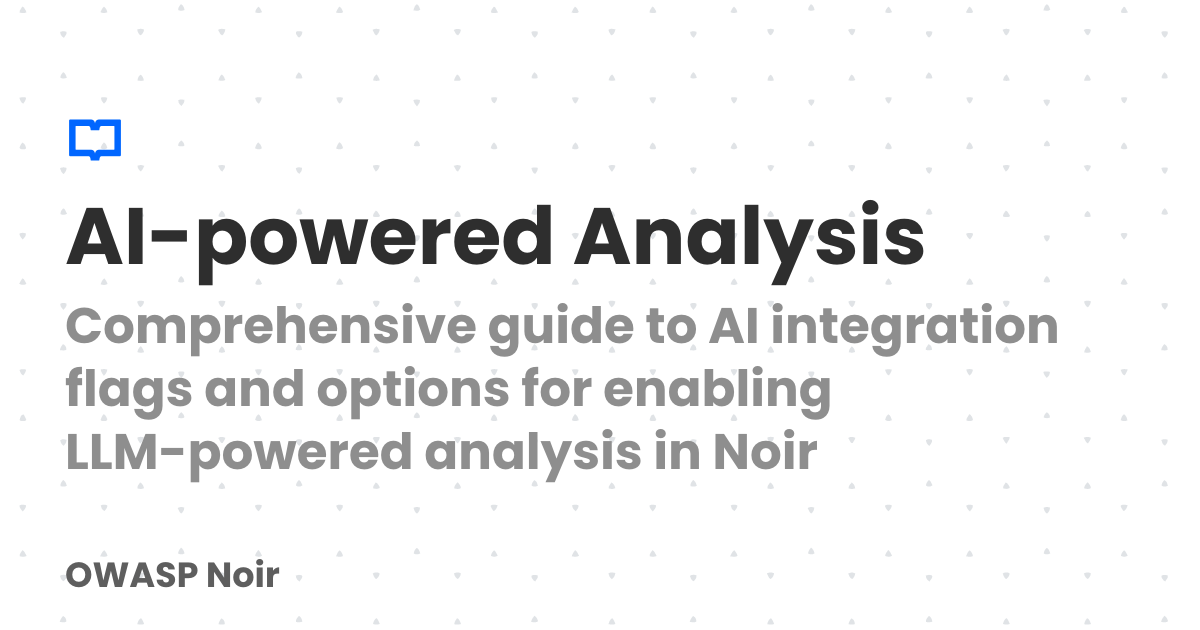 AI-powered Analysis
Comprehensive guide to AI integration
flags and options for enabling
LLM-powered analysis in Noir
OWASP Noir